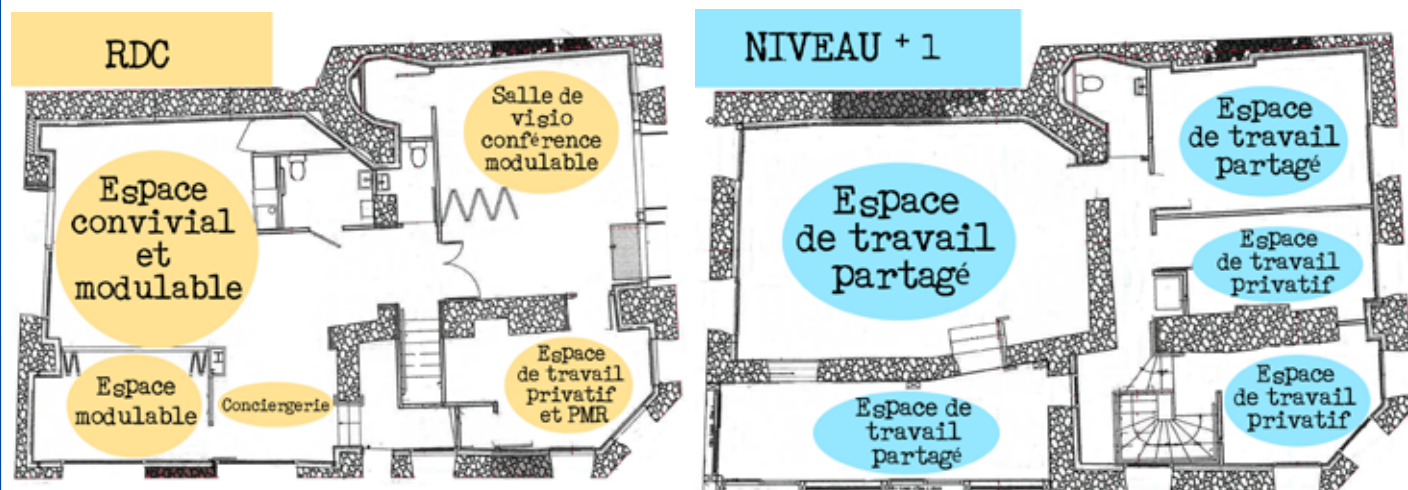 RDC
Salle de
visio
conférence
modulable
Espace
convivial
et
modulable
Espace
modulable
Conciergerie
Espace
de travail
privatif
et PMR
NIVEAU + 1
Espace
de travail
partagé
Espace
de travail
partagé
Espace
de travail
privatif
Espace
de travail
privatif
Espace de
travail
partagé